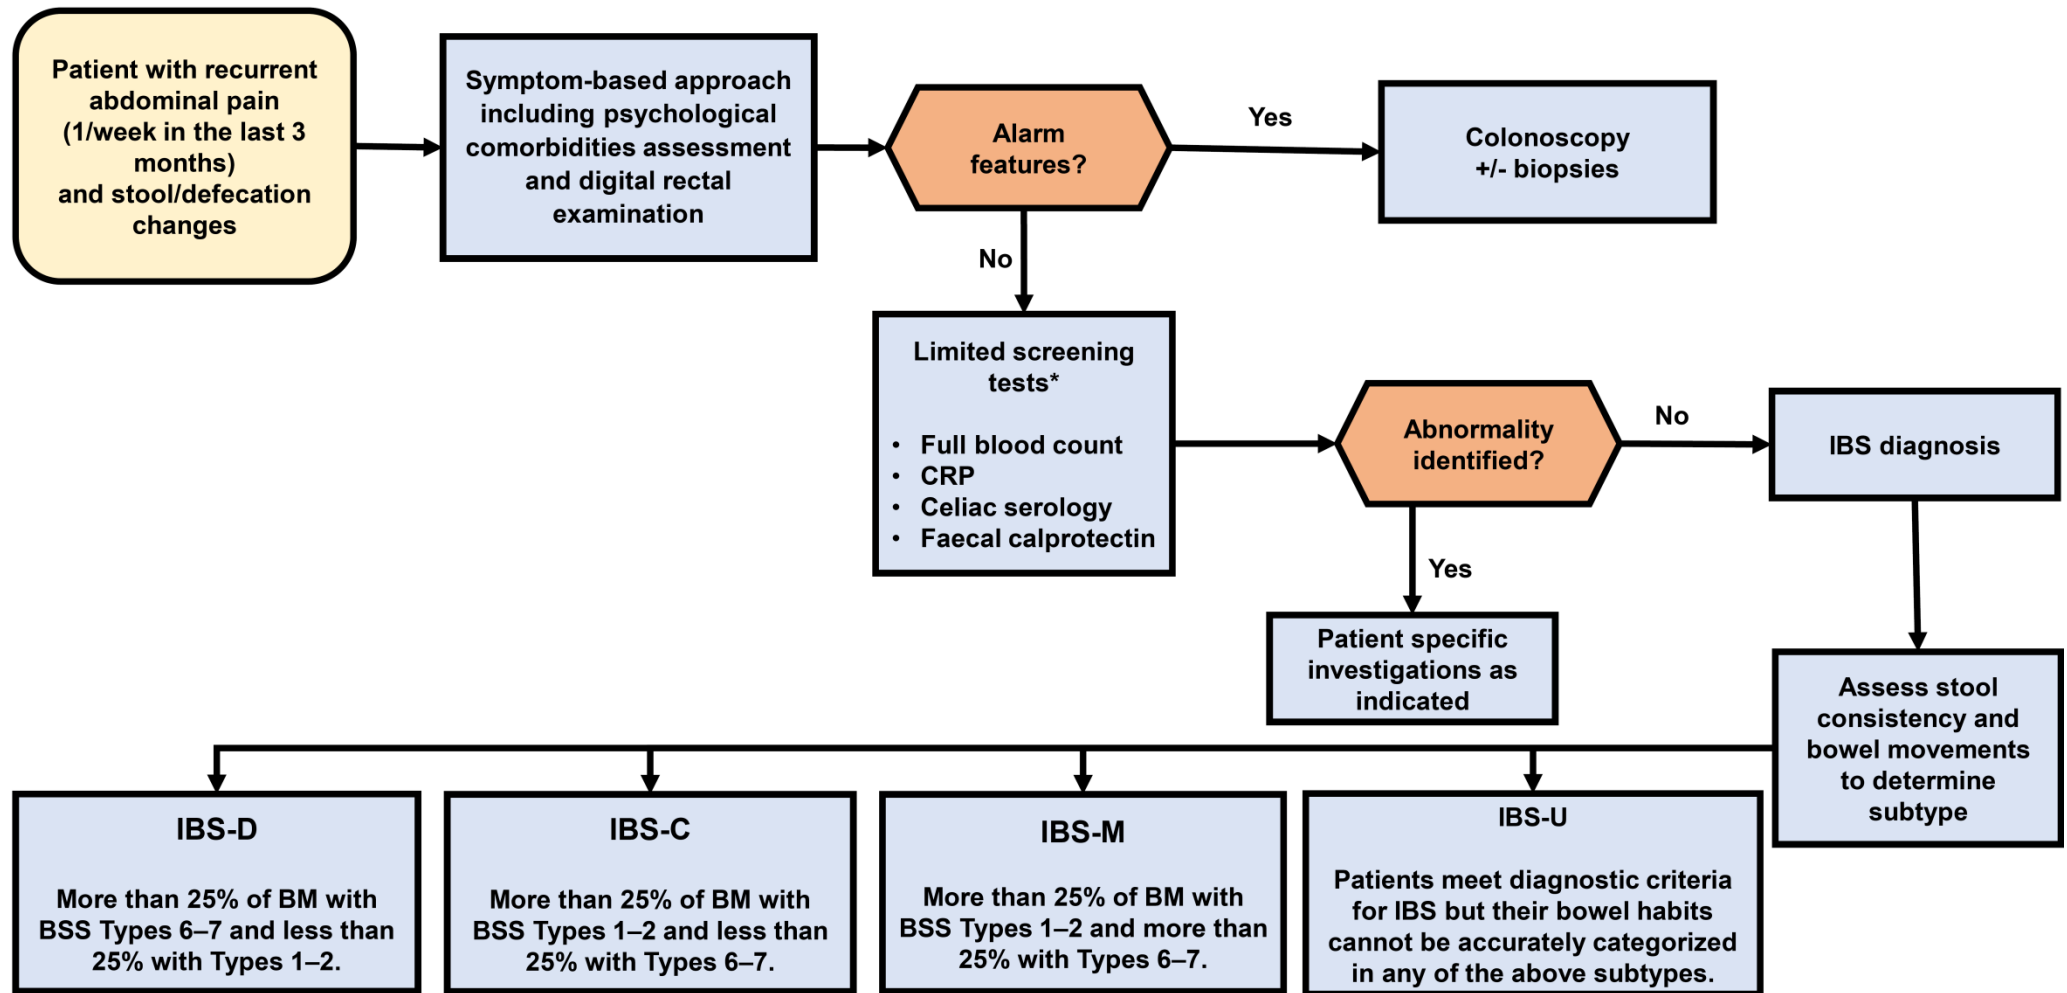 Patient with recurrent
abdominal pain
(1/week in the last 3
months)
and stool/defecation
changes
Symptom-based approach
including psychological
comorbidities assessment
and digital rectal
examination
Alarm
features?
Yes
Colonoscopy
+/- biopsies
No
Limited screening
tests*
• Full blood count
• CRP
• Celiac serology
• Faecal calprotectin
Abnormality
identified?
No
IBS diagnosis
Yes
Patient specific
investigations as
indicated
Assess stool
consistency and
bowel movements
to determine
subtype
IBS-D
More than 25% of BM with
BSS Types 6–7 and less than
25% with Types 1–2.
IBS-C
More than 25% of BM with
BSS Types 1–2 and less than
25% with Types 6–7.
IBS-M
More than 25% of BM with
BSS Types 1–2 and more than
25% with Types 6–7.
IBS-U
Patients meet diagnostic criteria
for IBS but their bowel habits
cannot be accurately categorized
in any of the above subtypes.